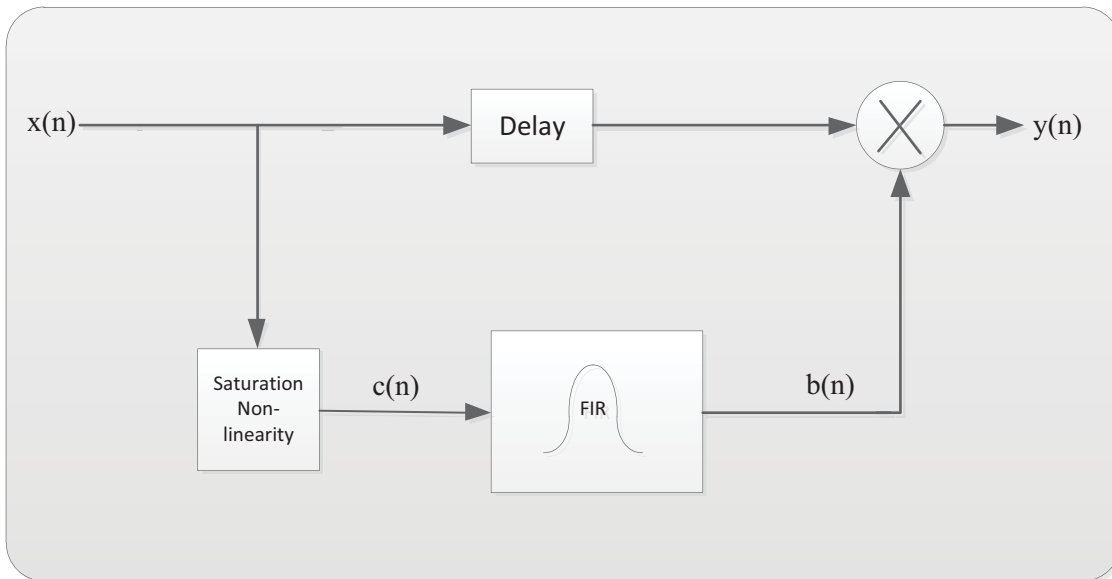 x(n)
Delay
y(n)
Saturation
Non-
linearity
c(n)
FIR
b(n)